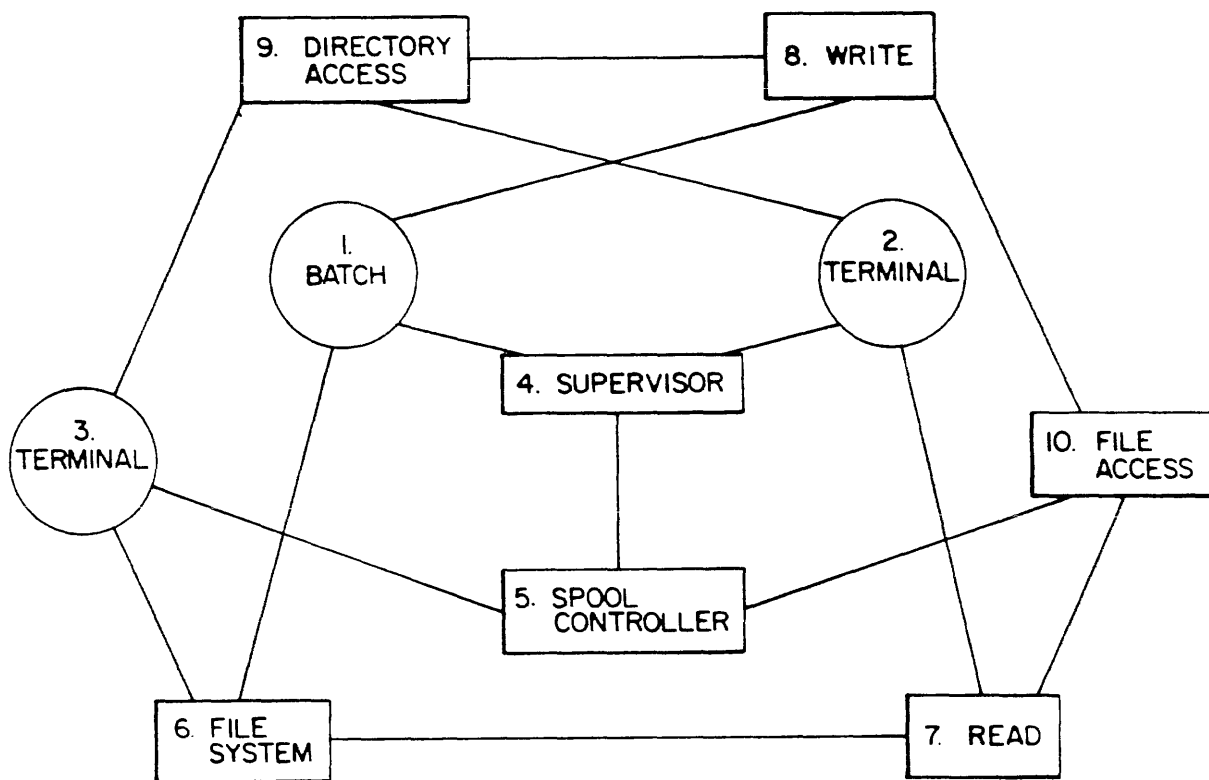 9. DIRECTORY
ACCESS
8. WRITE
1.
BATCH
2.
TERMINAL
4. SUPERVISOR
3.
TERMINAL
10. FILE
ACCESS
5. SPOOL
CONTROLLER
6. FILE
SYSTEM
7. READ